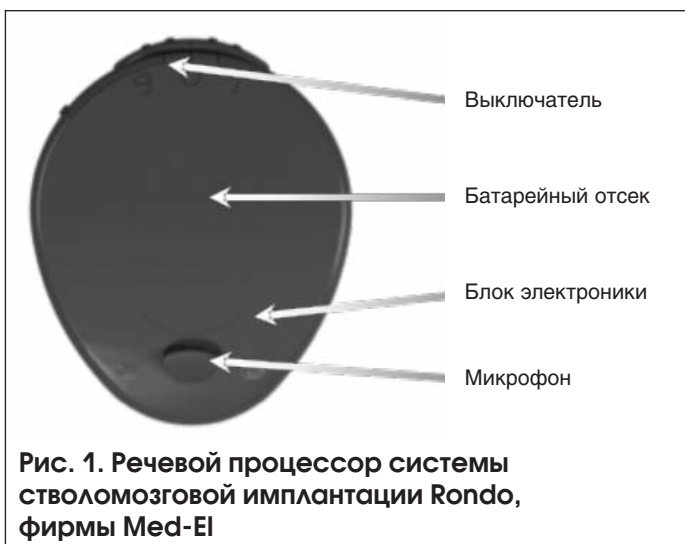 Выключатель
Батарейный отсек
Блок электроники
Микрофон
Рис. 1. Речевой процессор системы
стволомозговой имплантации Rondo,
фирмы Med-El